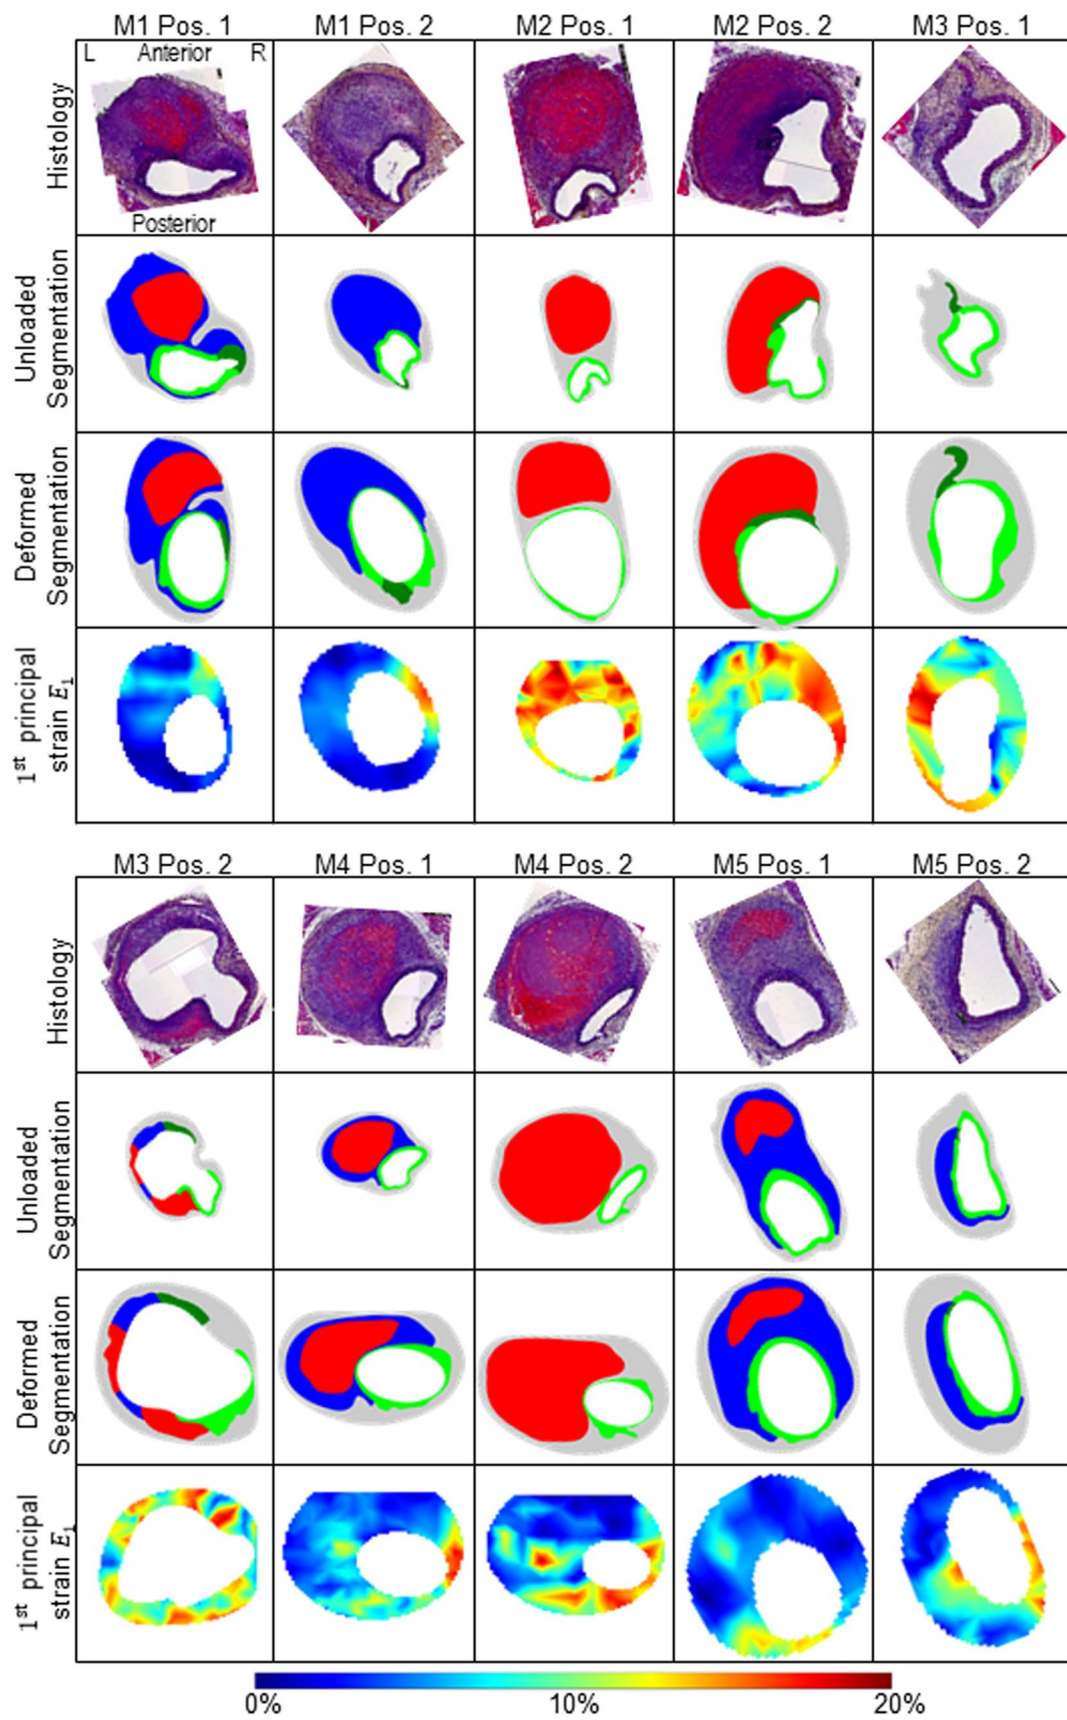 M1 Pos. 1 M1 Pos. 2 M2 Pos. 1 M2 Pos. 2 M3 Pos. 1
Histology
L Anterior R
Posterior
Unloaded
Segmentation
Deformed
Segmentation
1st principal
strain E1
M3 Pos. 2 M4 Pos. 1 M4 Pos. 2 M5 Pos. 1 M5 Pos. 2
Histology
Unloaded
Segmentation
Deformed
Segmentation
1st principal
strain E1
0% 10% 20%